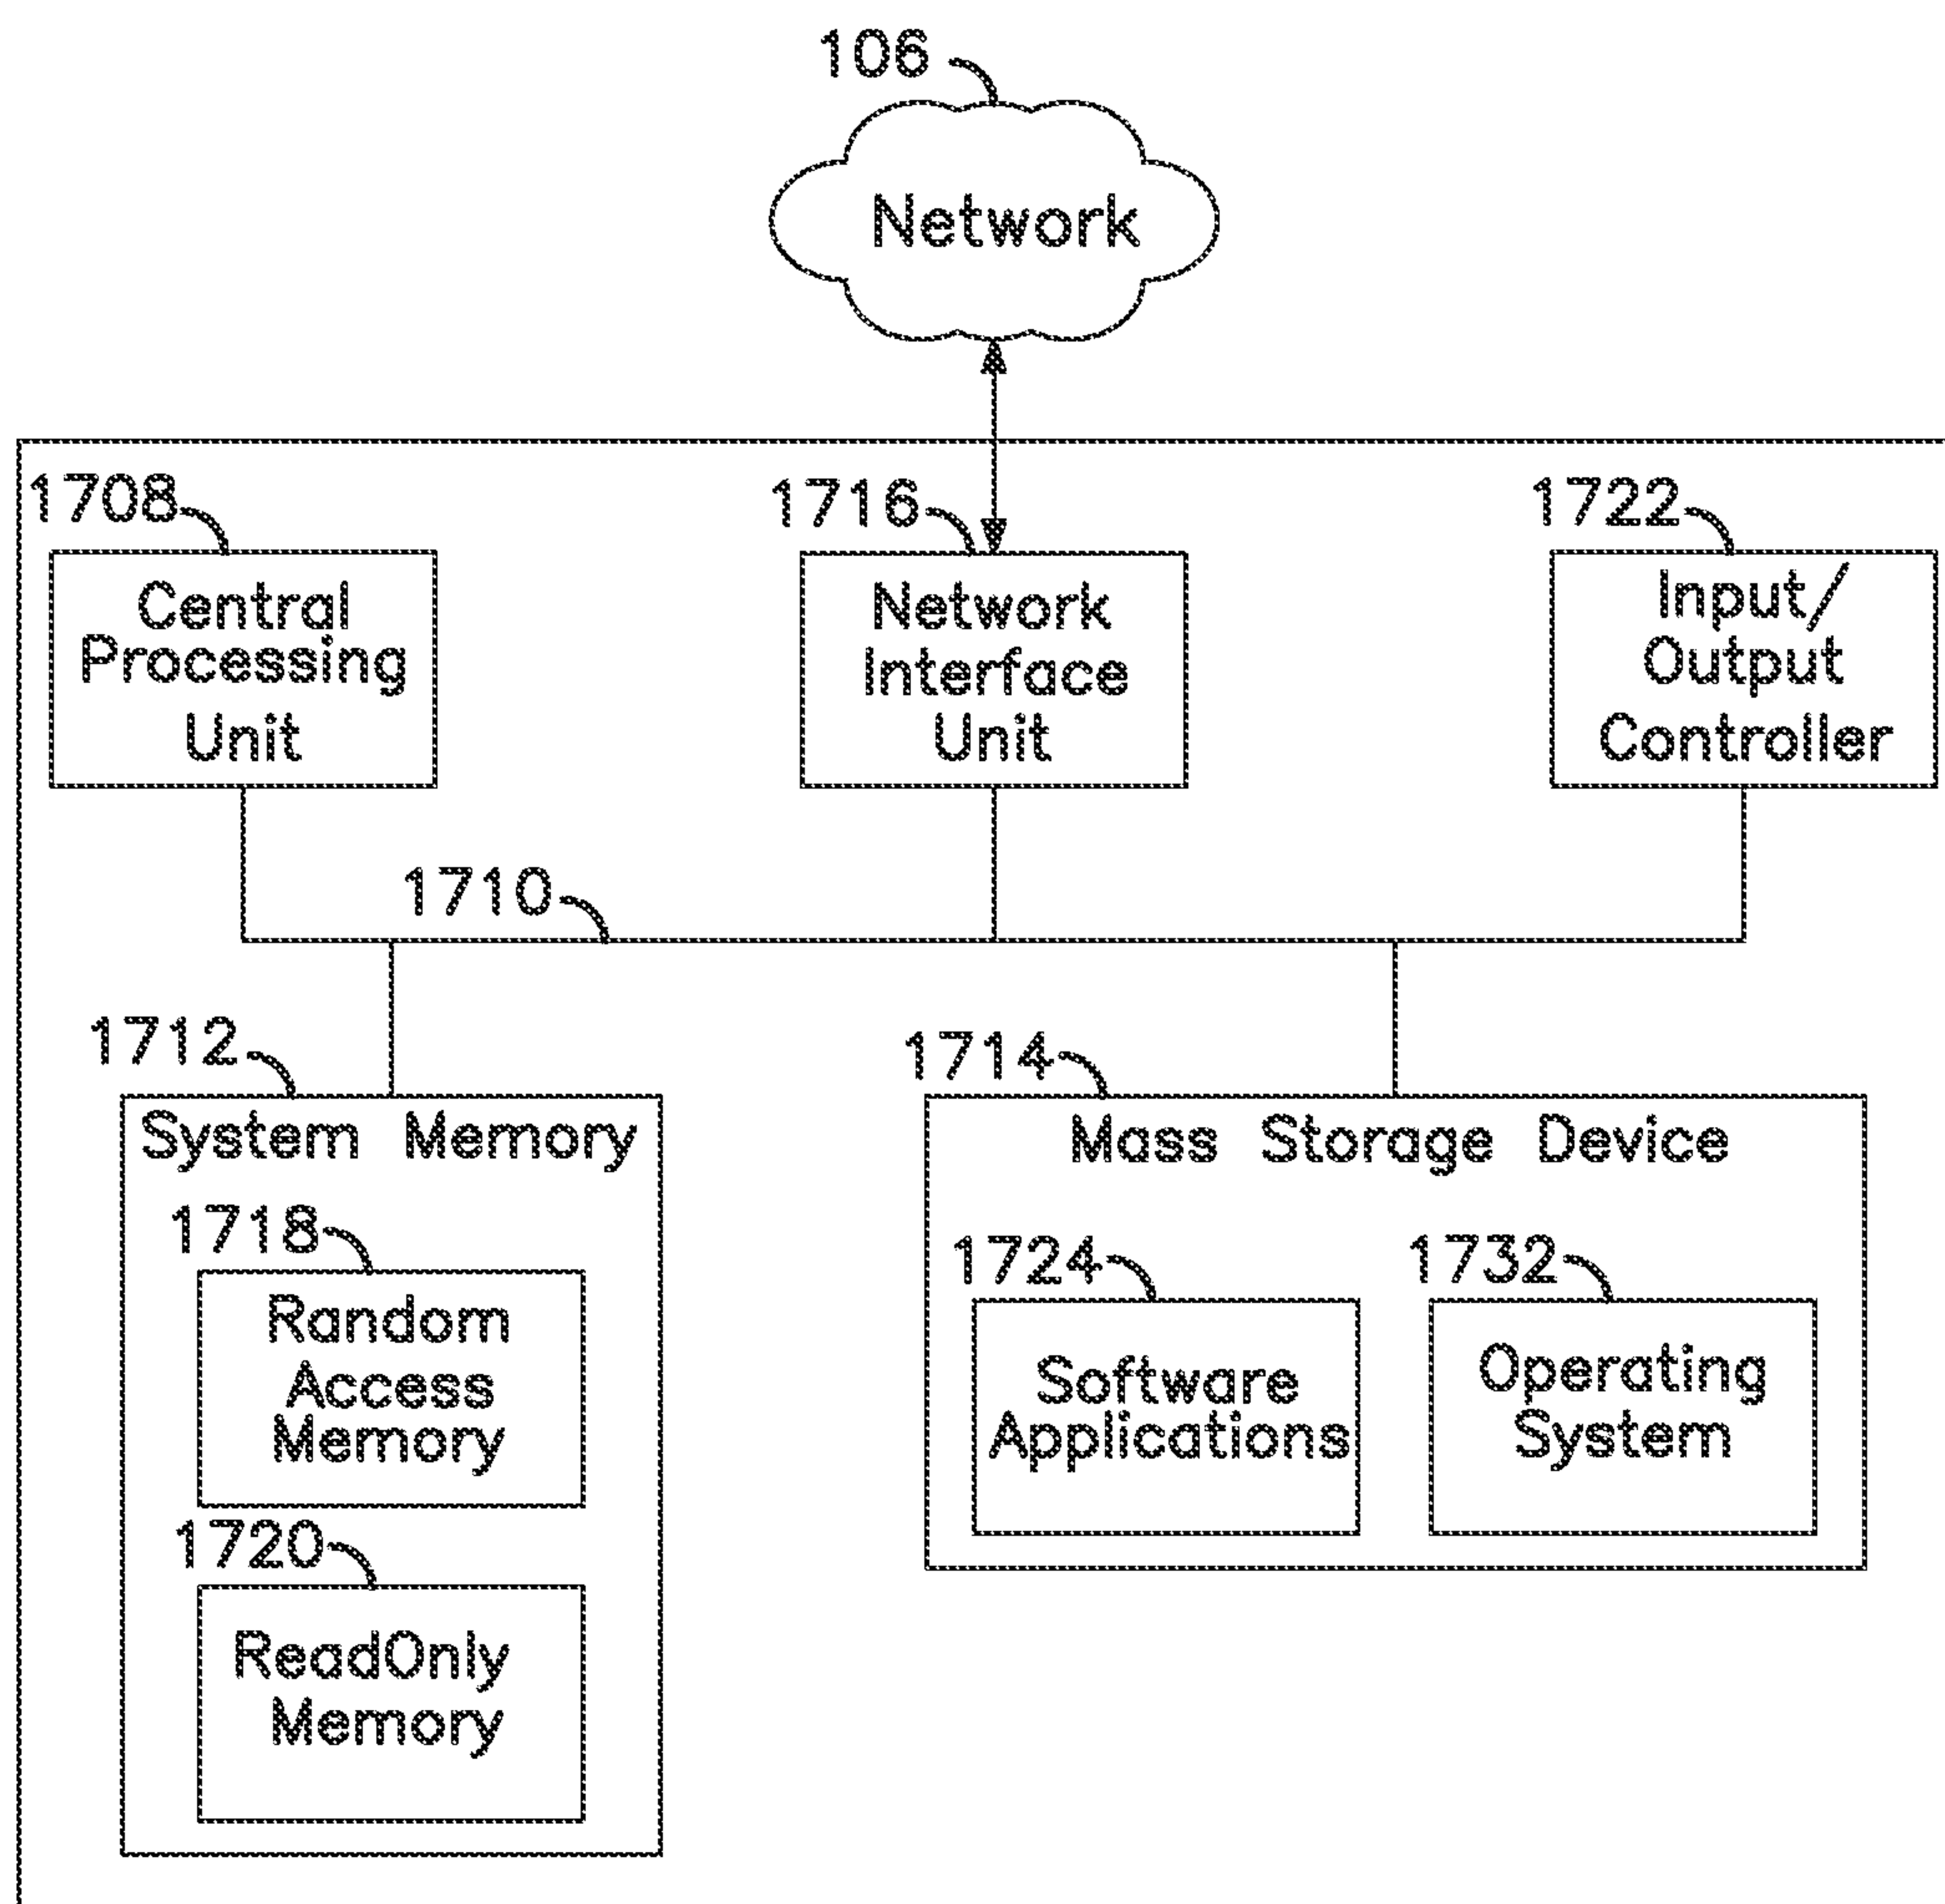 106
Network
1708
Central
Processing
Unit
1716
Network
Interface
Unit
1722
Input/
Output
Controller
1710
1712
System Memory
1718
Random
Access
Memory
1720
ReadOnly
Memory
1714
Mass Storage Device
1724
Software
Applications
1732
Operating
System